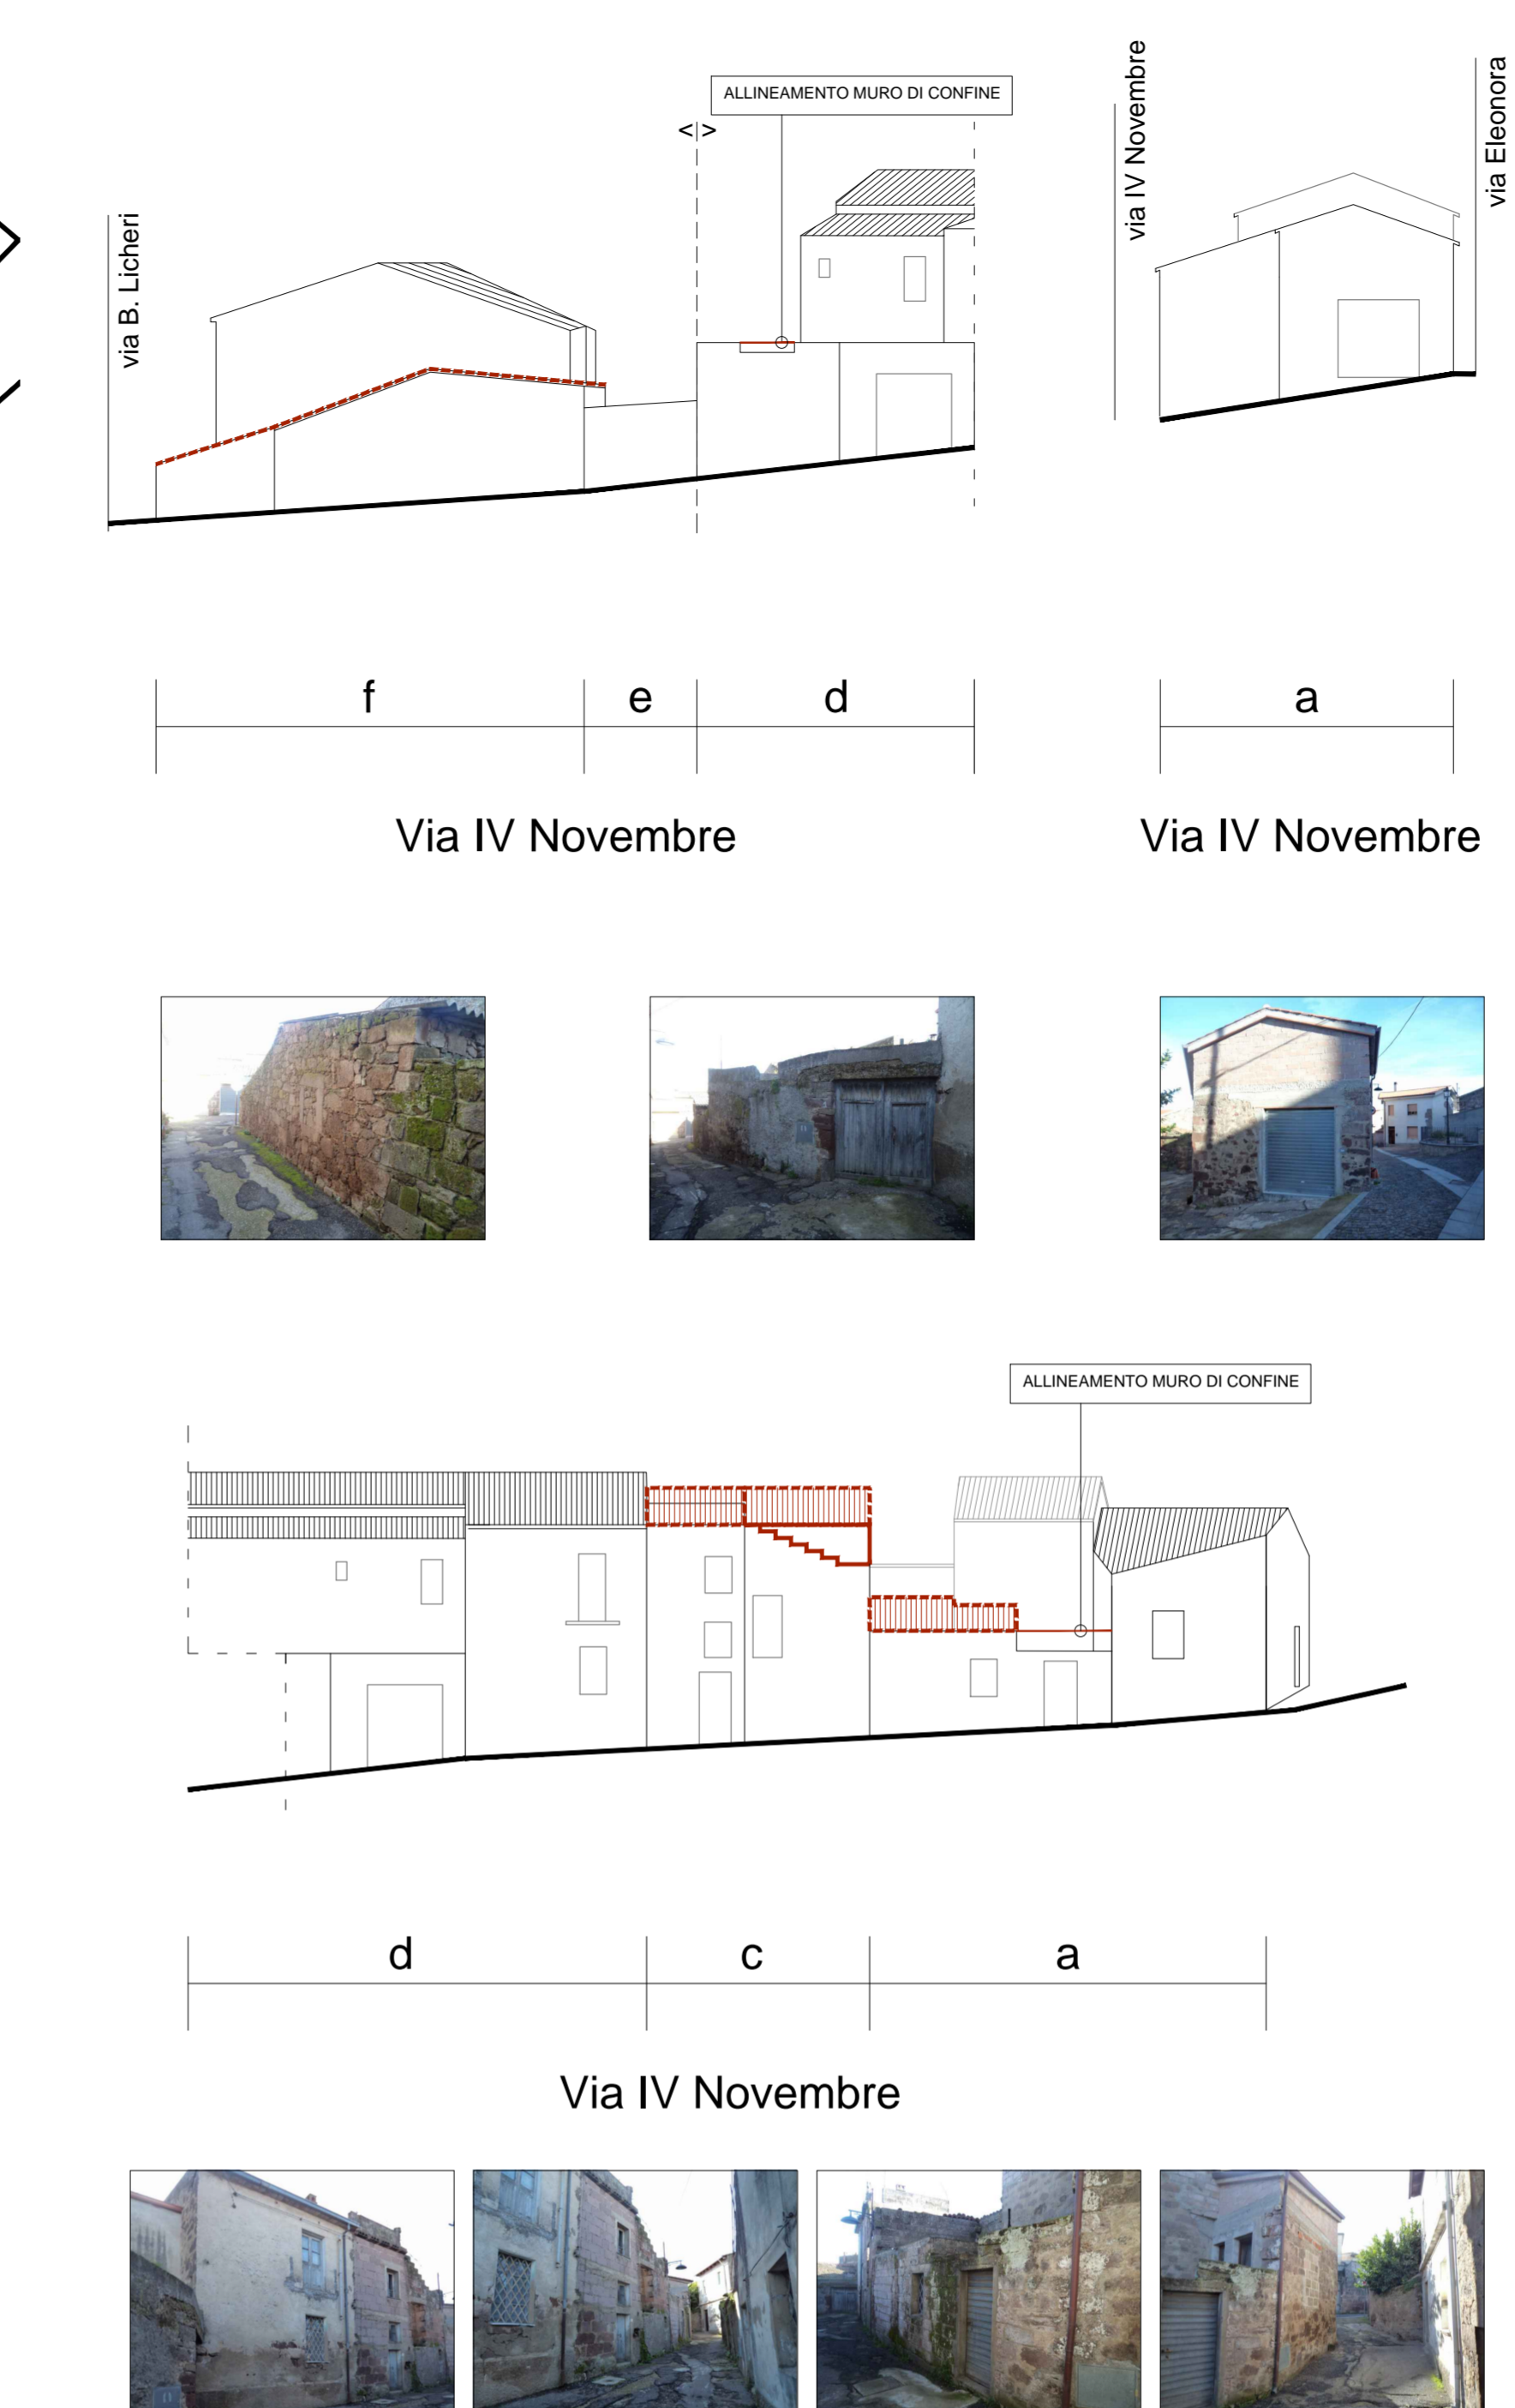 ALLINEAMENTO MURO DI CONFINE
< >
via B. Licheri
via IV Novembre
via Eleonora
f e d a
Via IV Novembre Via IV Novembre
ALLINEAMENTO MURO DI CONFINE
d c a
Via IV Novembre